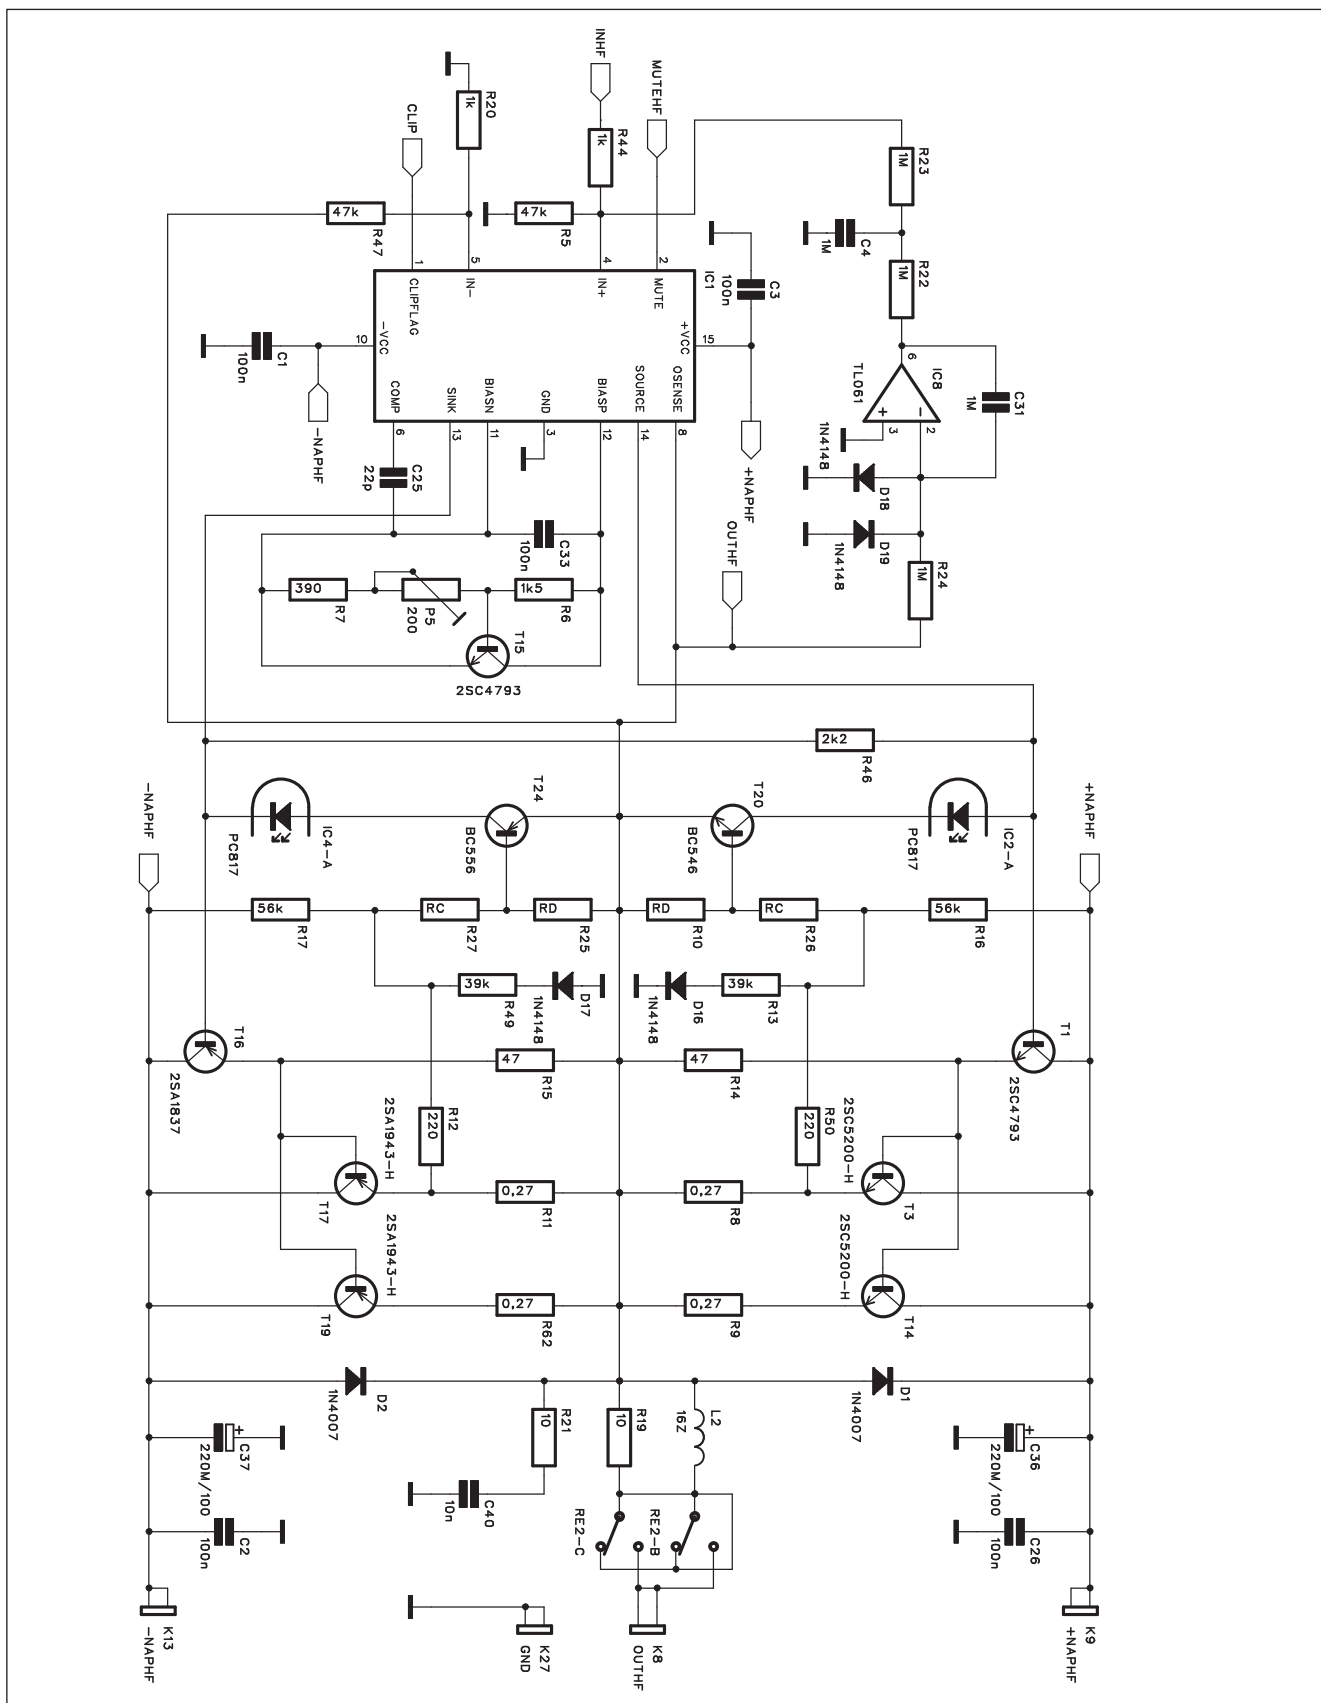 INHF
MUTEHF
CLIP
R20
1k
R44
1k
R23
1M
C4
1M
R22
1M
47k
R47
47k
R5
C3
100n
IC1
1
5
4
2
CLIPFLAG
IN-
IN+
MUTE
-VCC
10
+VCC
15
COMP
SINK
BIASN
GND
BIASP
SOURCE
OSENSE
6
13
11
3
12
14
8
C1
100n
-NAPHF
+NAPHF
IC8
TL061
6
+
-
3
2
C31
1M
1N4148
D18
D19
1N4148
R24
1M
OUTHF
C25
22p
C33
100n
390
R7
P5
200
1k5
R6
T15
2SC4793
2k2
R46
-NAPHF
+NAPHF
IC4-A
PC817
T24
BC556
T20
BC546
IC2-A
PC817
56k
R17
RC
R27
RD
R25
RD
R10
RC
R26
56k
R16
39k
R49
D17
1N4148
D16
1N4148
39k
R13
T16
2SA1837
47
R15
47
R14
T1
2SC4793
2SA1943-H
R12
220
R50
220
2SC5200-H
T17
0,27
R11
0,27
R8
T3
2SA1943-H
2SC5200-H
T19
0,27
R62
0,27
R9
T14
D2
1N4007
D1
1N4007
R21
10
R19
10
L2
16Z
+
C37
220M/100
+
C36
220M/100
C40
10n
RE2-C
RE2-B
C2
100n
C26
100n
K13
-NAPHF
K27
GND
K8
OUTHF
K9
+NAPHF